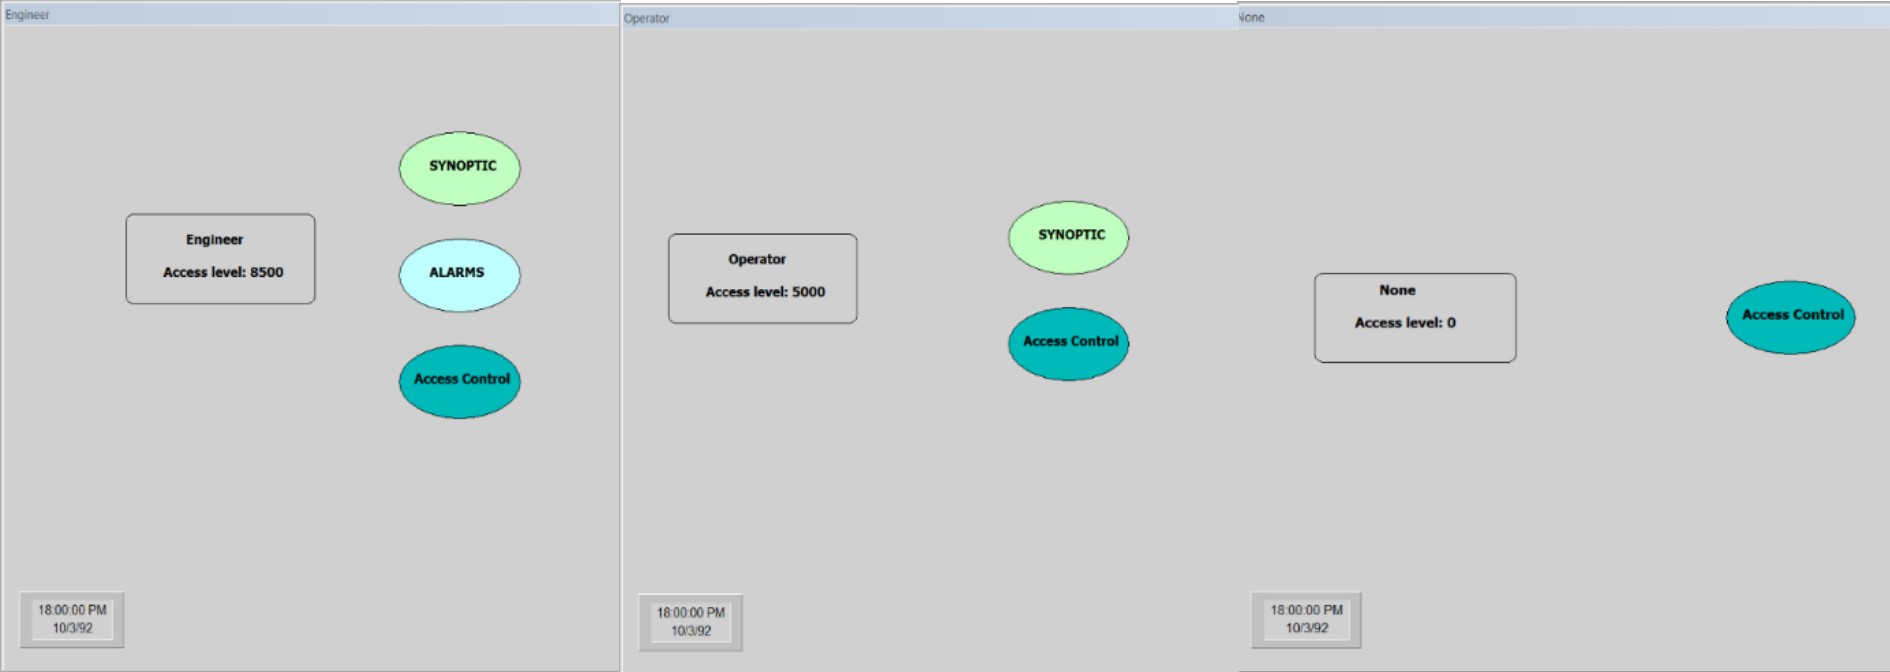 Engineer
SYNOPTIC
Engineer
Access level: 8500
ALARMS
Access Control
18:00:00 PM
10/3/92
Operator
SYNOPTIC
Operator
Access level: 5000
Access Control
18:00:00 PM
10/3/92
None
None
Access level: 0
Access Control
18:00:00 PM
10/3/92